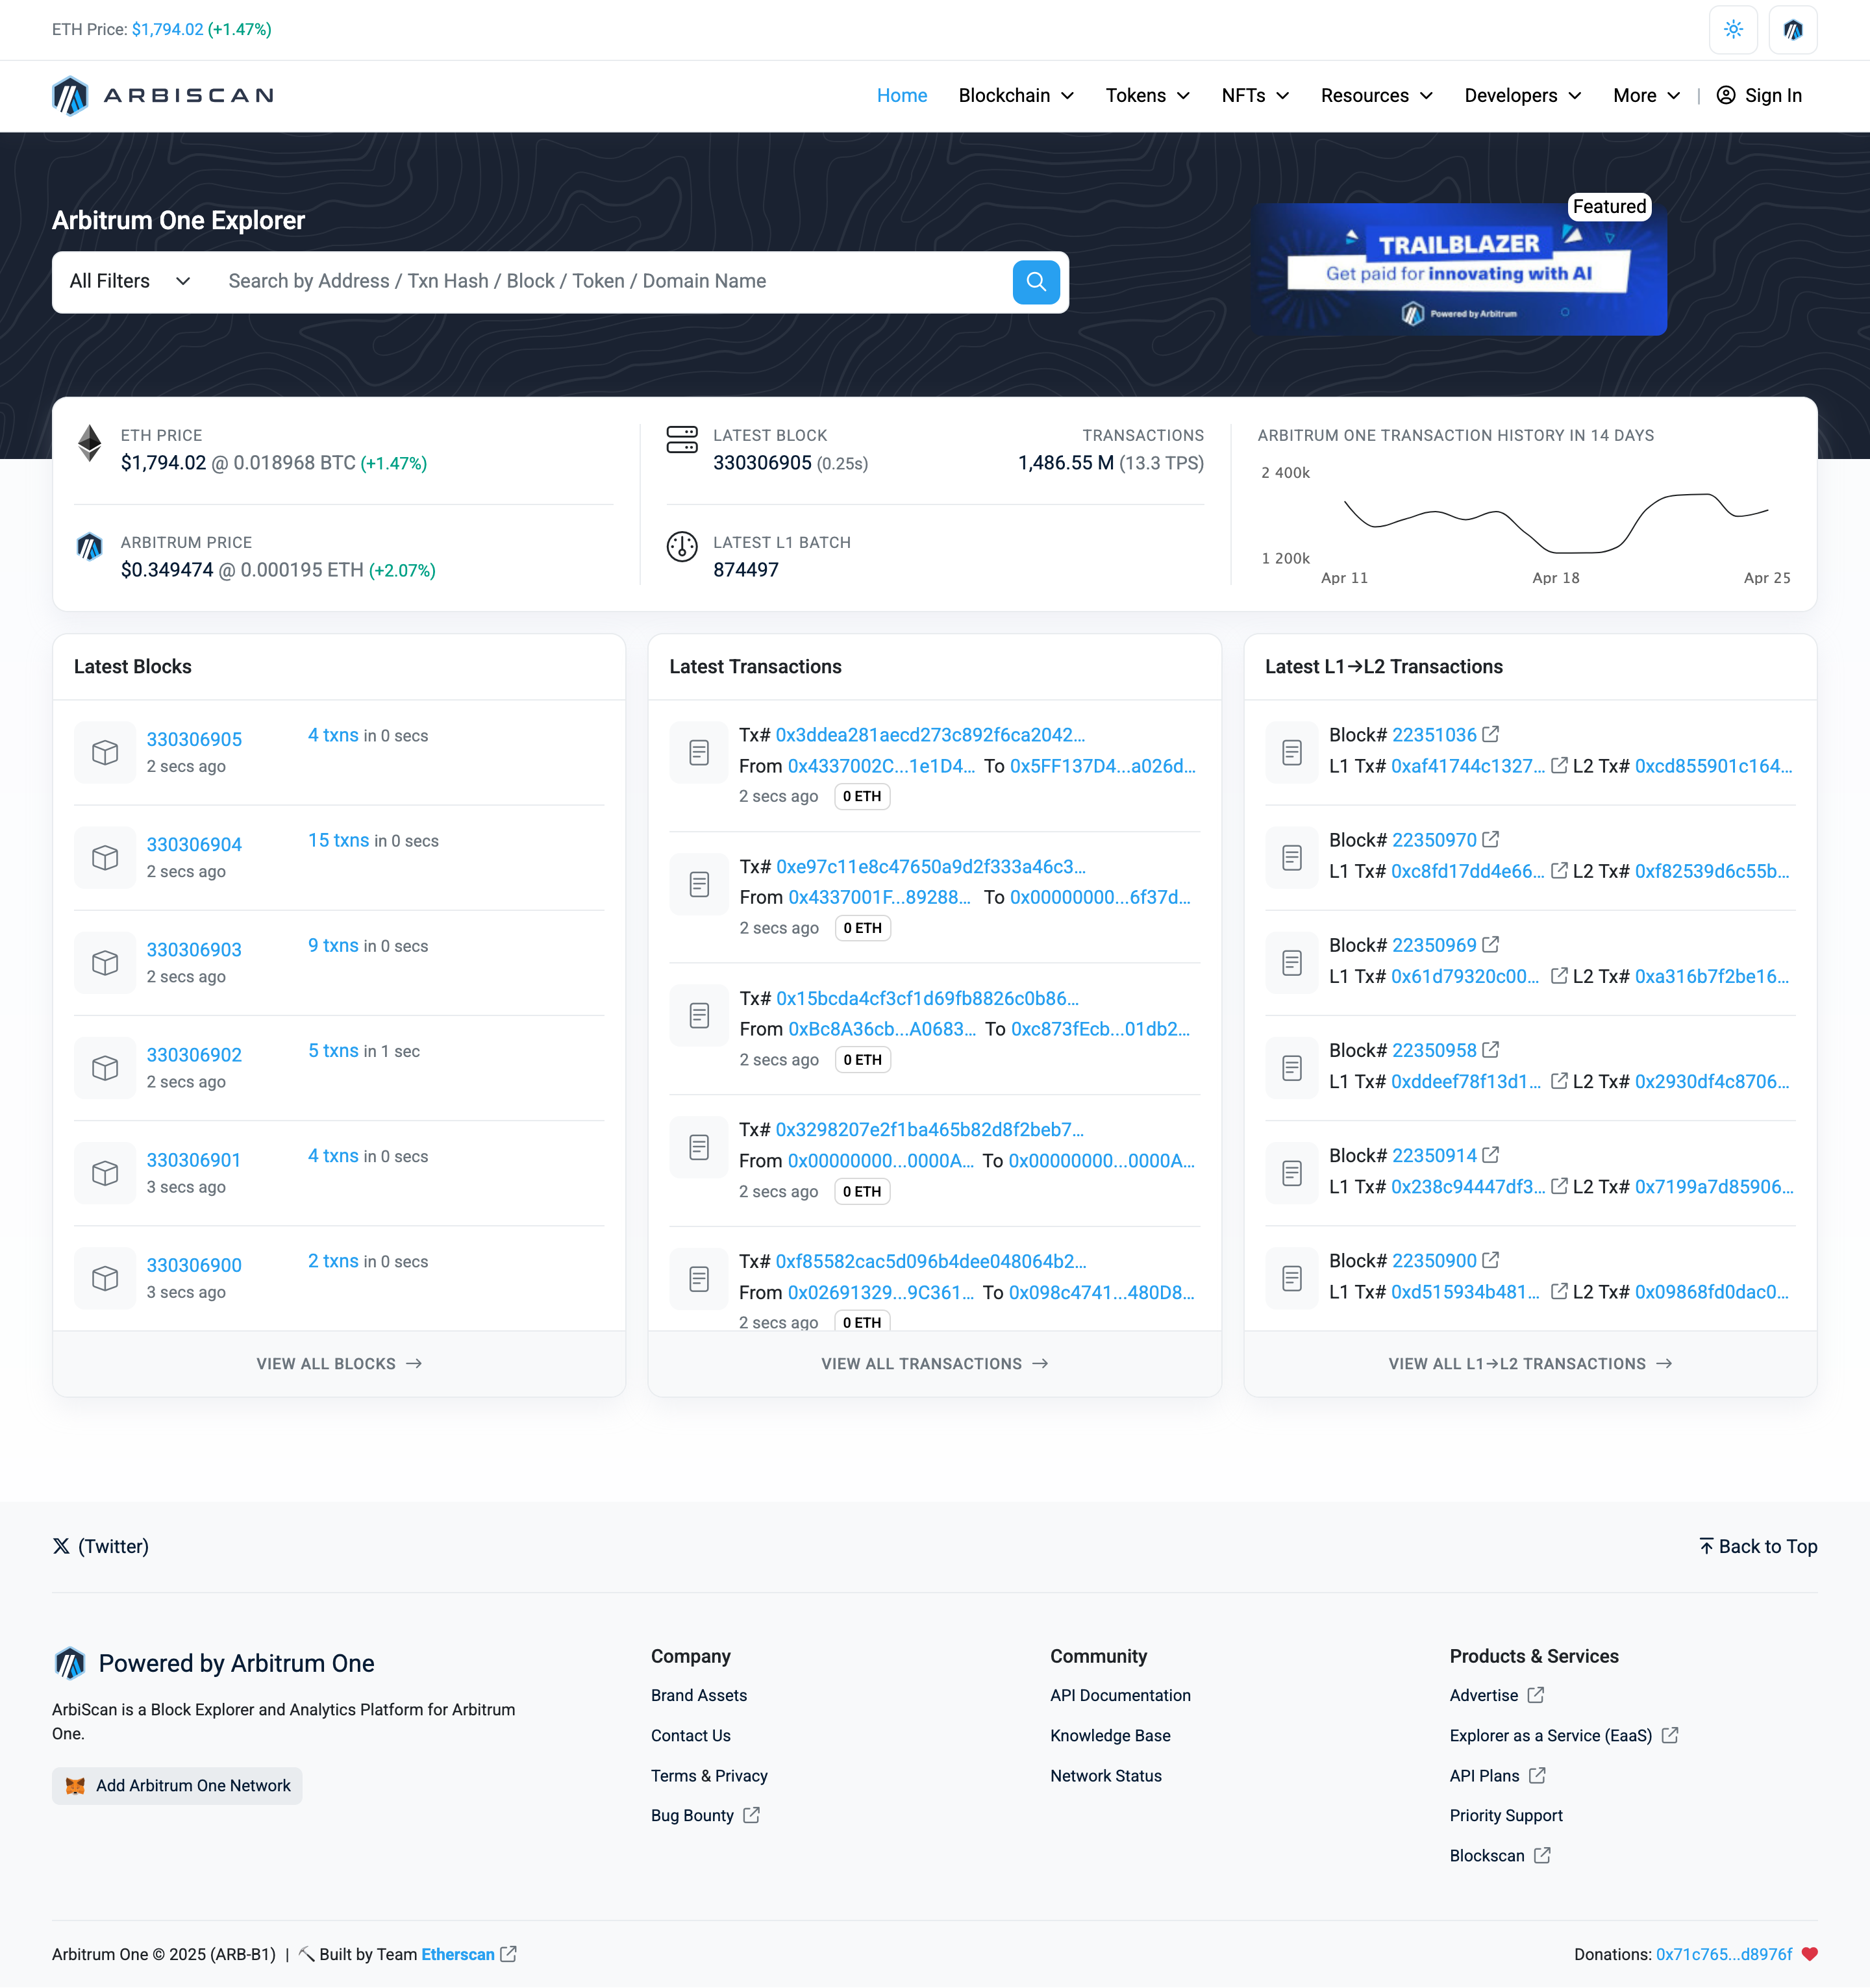 ETH Price: $1,794.02 (+1.47%)
ARBISCAN
Home Blockchain Tokens NFTs Resources Developers More | Sign In
Arbitrum One Explorer
All Filters Search by Address / Txn Hash / Block / Token / Domain Name
Featured
TRAILBLAZER
Get paid for innovating with AI
Powered by Arbitrum
ETH PRICE
$1,794.02 @ 0.018968 BTC (+1.47%)
ARBITRUM PRICE
$0.349474 @ 0.000195 ETH (+2.07%)
LATEST BLOCK
330306905 (0.25s)
TRANSACTIONS
1,486.55 M (13.3 TPS)
LATEST L1 BATCH
874497
ARBITRUM ONE TRANSACTION HISTORY IN 14 DAYS
2 400k
1 200k
Apr 11 Apr 18 Apr 25
Latest Blocks
330306905 4 txns in 0 secs
2 secs ago
330306904 15 txns in 0 secs
2 secs ago
330306903 9 txns in 0 secs
2 secs ago
330306902 5 txns in 1 sec
2 secs ago
330306901 4 txns in 0 secs
3 secs ago
330306900 2 txns in 0 secs
3 secs ago
VIEW ALL BLOCKS →
Latest Transactions
Tx# 0x3ddea281aecd273c892f6ca2042...
From 0x4337002C...1e1D4... To 0x5FF137D4...a026d...
2 secs ago 0 ETH
Tx# 0xe97c11e8c47650a9d2f333a46c3...
From 0x4337001F...89288... To 0x00000000...6f37d...
2 secs ago 0 ETH
Tx# 0x15bcda4cf3cf1d69fb8826c0b86...
From 0xBc8A36cb...A0683... To 0xc873fEcb...01db2...
2 secs ago 0 ETH
Tx# 0x3298207e2f1ba465b82d8f2beb7...
From 0x00000000...0000A... To 0x00000000...0000A...
2 secs ago 0 ETH
Tx# 0xf85582cac5d096b4dee048064b2...
From 0x02691329...9C361... To 0x098c4741...480D8...
2 secs ago 0 ETH
VIEW ALL TRANSACTIONS →
Latest L1→L2 Transactions
Block# 22351036
L1 Tx# 0xaf41744c1327... L2 Tx# 0xcd855901c164...
Block# 22350970
L1 Tx# 0xc8fd17dd4e66... L2 Tx# 0xf82539d6c55b...
Block# 22350969
L1 Tx# 0x61d79320c00... L2 Tx# 0xa316b7f2be16...
Block# 22350958
L1 Tx# 0xddeef78f13d1... L2 Tx# 0x2930df4c8706...
Block# 22350914
L1 Tx# 0x238c94447df3... L2 Tx# 0x7199a7d85906...
Block# 22350900
L1 Tx# 0xd515934b481... L2 Tx# 0x09868fd0dac0...
VIEW ALL L1→L2 TRANSACTIONS →
X (Twitter)
Back to Top
Powered by Arbitrum One
ArbiScan is a Block Explorer and Analytics Platform for Arbitrum
One.
Add Arbitrum One Network
Company
Brand Assets
Contact Us
Terms & Privacy
Bug Bounty
Community
API Documentation
Knowledge Base
Network Status
Products & Services
Advertise
Explorer as a Service (EaaS)
API Plans
Priority Support
Blockscan
Arbitrum One © 2025 (ARB-B1) | Built by Team Etherscan
Donations: 0x71c765...d8976f